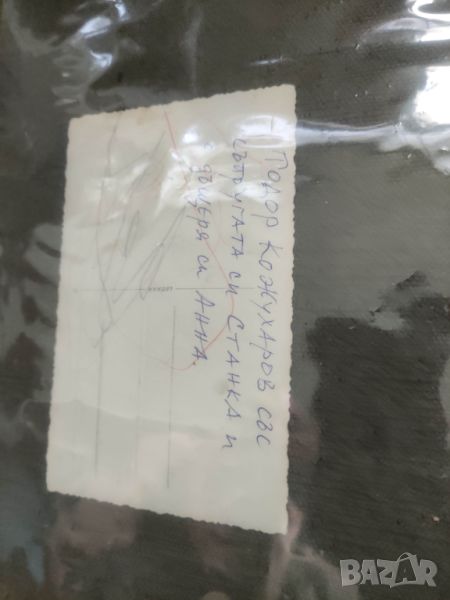 Тодор Кожухаров със
съпругата си Станка и
дъщеря си Анна.
BAZAR